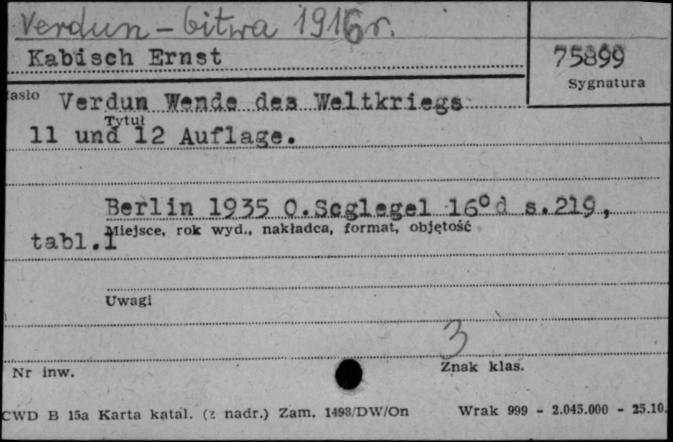 Verdun - bitwa 1916 r.
Kabisch Ernst
75899
Sygnatura
asło Verdun Wende des Weltkriegs
Tytuł
11 und 12 Auflage.
Berlin 1935 O.Scglegel 16°d s.219,
Miejsce, rok wyd., nakładca, format, objętość
tabl.1
Uwagi
3
Nr inw.
Znak klas.
CWD B 15a Karta katal. (z nadr.) Zam. 1498/DW/On Wrak 999 - 2.045.000 - 25.10.